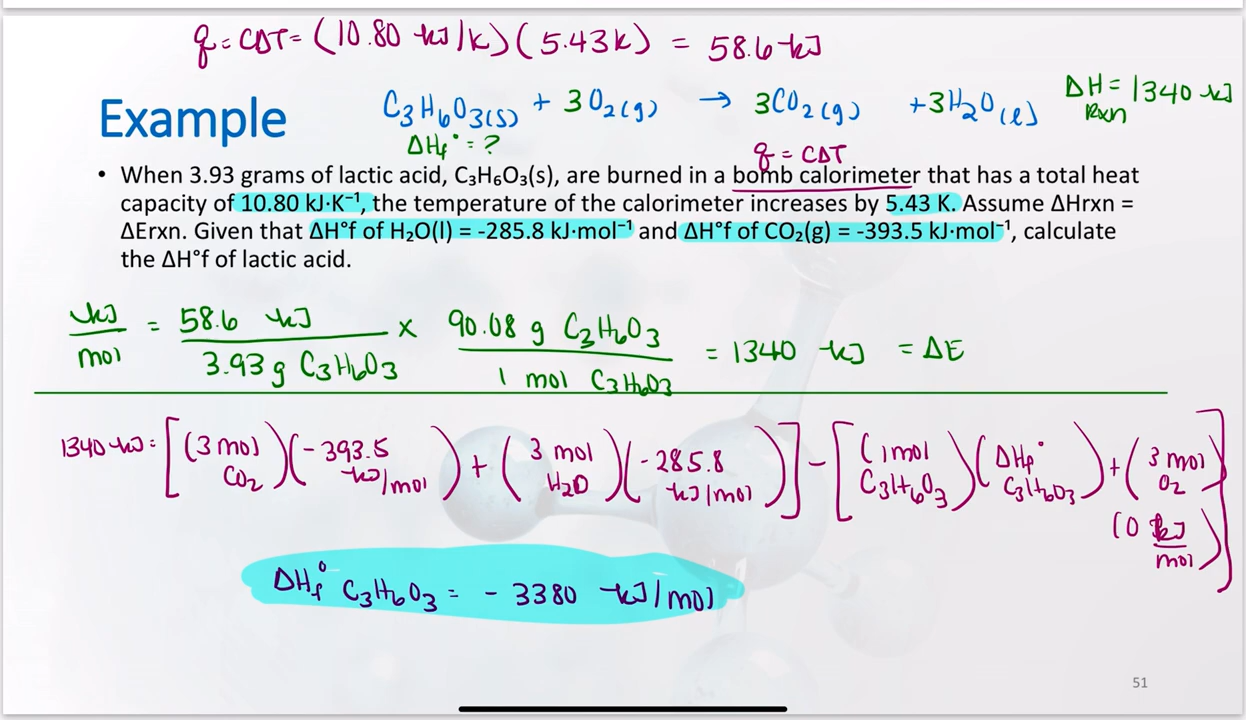 q = CΔT = (10.80 kJ/K)(5.43K) = 58.6 kJ
C₃H₆O₃(s) + 3O₂(g) → 3CO₂(g) + 3H₂O(l) ΔH = 1340 kJ
Rxn
Example
ΔHf° = ?
q = CΔT
• When 3.93 grams of lactic acid, C₃H₆O₃(s), are burned in a bomb calorimeter that has a total heat
capacity of 10.80 kJ·K⁻¹, the temperature of the calorimeter increases by 5.43 K. Assume ΔHrxn =
ΔErxn. Given that ΔH°f of H₂O(l) = -285.8 kJ·mol⁻¹ and ΔH°f of CO₂(g) = -393.5 kJ·mol⁻¹, calculate
the ΔH°f of lactic acid.
kJ/mol = 58.6 kJ / 3.93 g C₃H₆O₃ × 90.08 g C₃H₆O₃ / 1 mol C₃H₆O₃ = 1340 kJ = ΔE
1340 kJ = [(3 mol CO₂)(-393.5 kJ/mol) + (3 mol H₂O)(-285.8 kJ/mol)] - [(1 mol C₃H₆O₃)(ΔHf° C₃H₆O₃) + (3 mol O₂)(0 kJ/mol)]
ΔHf° C₃H₆O₃ = - 3380 kJ/mol
51